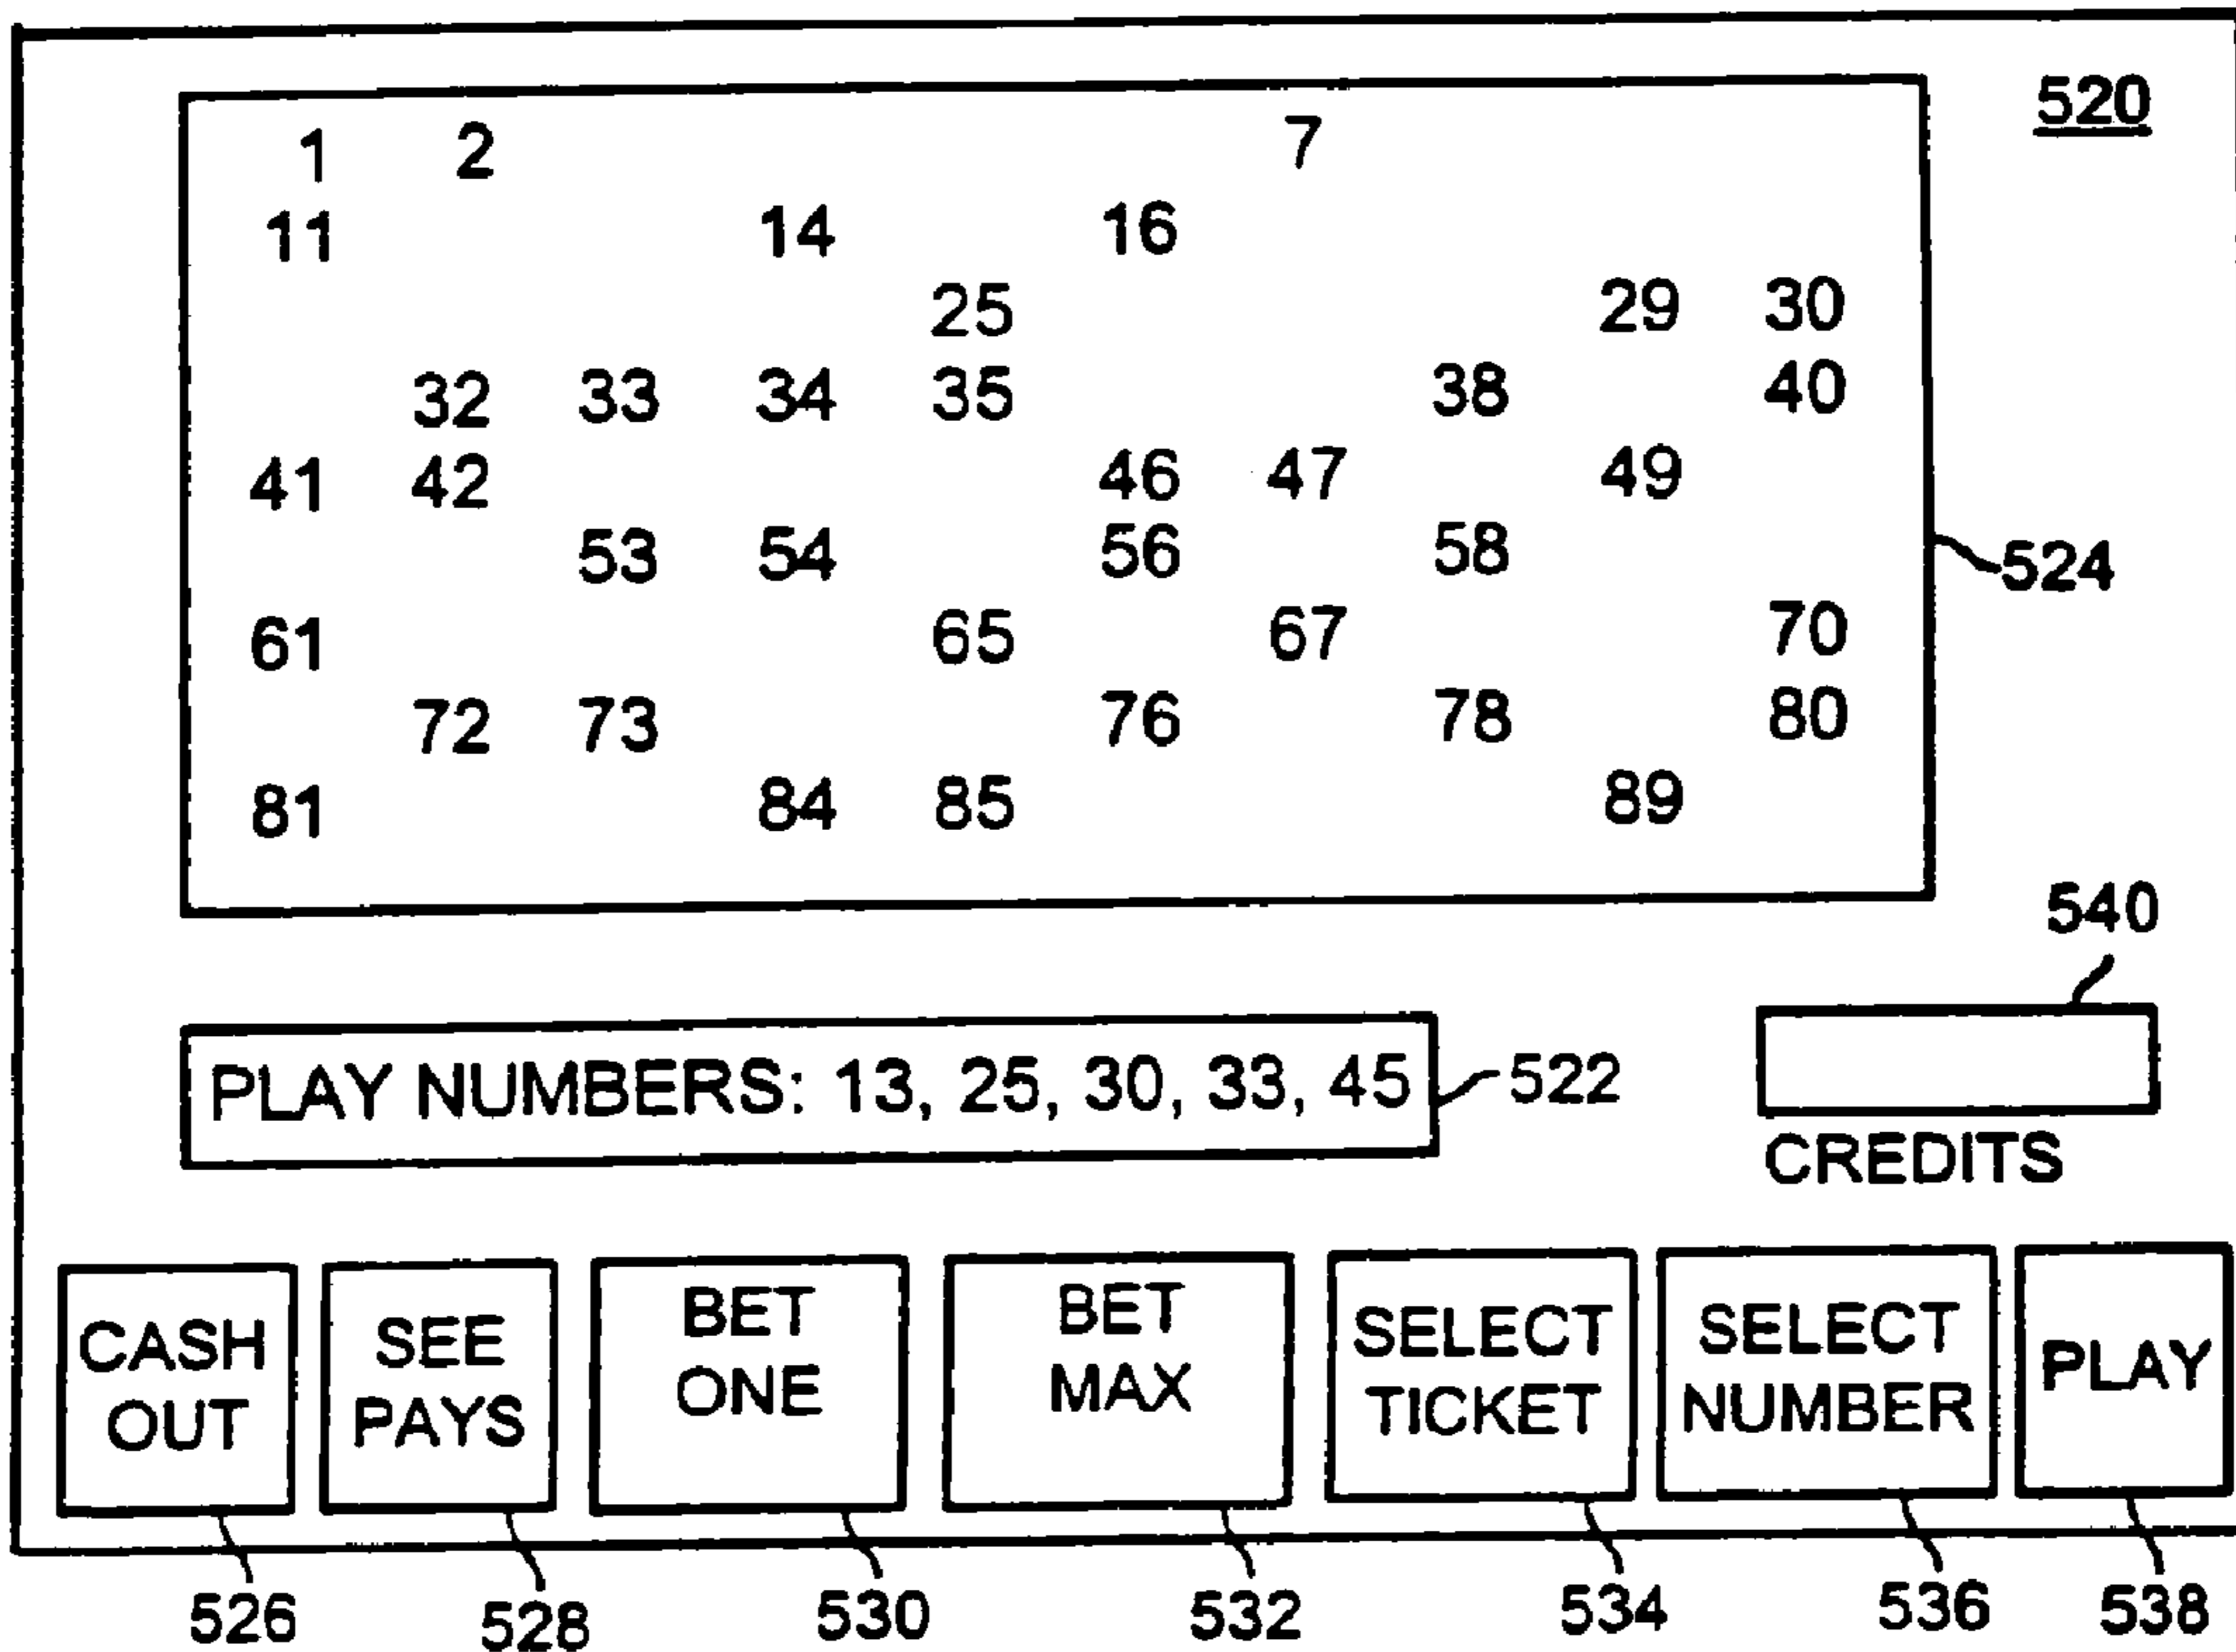 520
1 2 7
11 14 16
25 29 30
32 33 34 35 38 40
41 42 46 47 49
53 54 56 58
524
61 65 67 70
72 73 76 78 80
81 84 85 89
540
PLAY NUMBERS: 13, 25, 30, 33, 45
522
CREDITS
CASH
OUT
SEE
PAYS
BET
ONE
BET
MAX
SELECT
TICKET
SELECT
NUMBER
PLAY
526 528 530 532 534 536 538